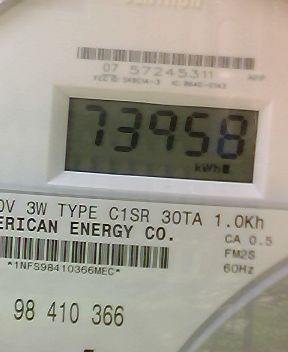 07 57245311
73958
kWh
0V 3W TYPE C1SR 30TA 1.0Kh
ERICAN ENERGY CO.
CA 0.5
FM2S
*1NFS98410366MEC*
60Hz
98 410 366